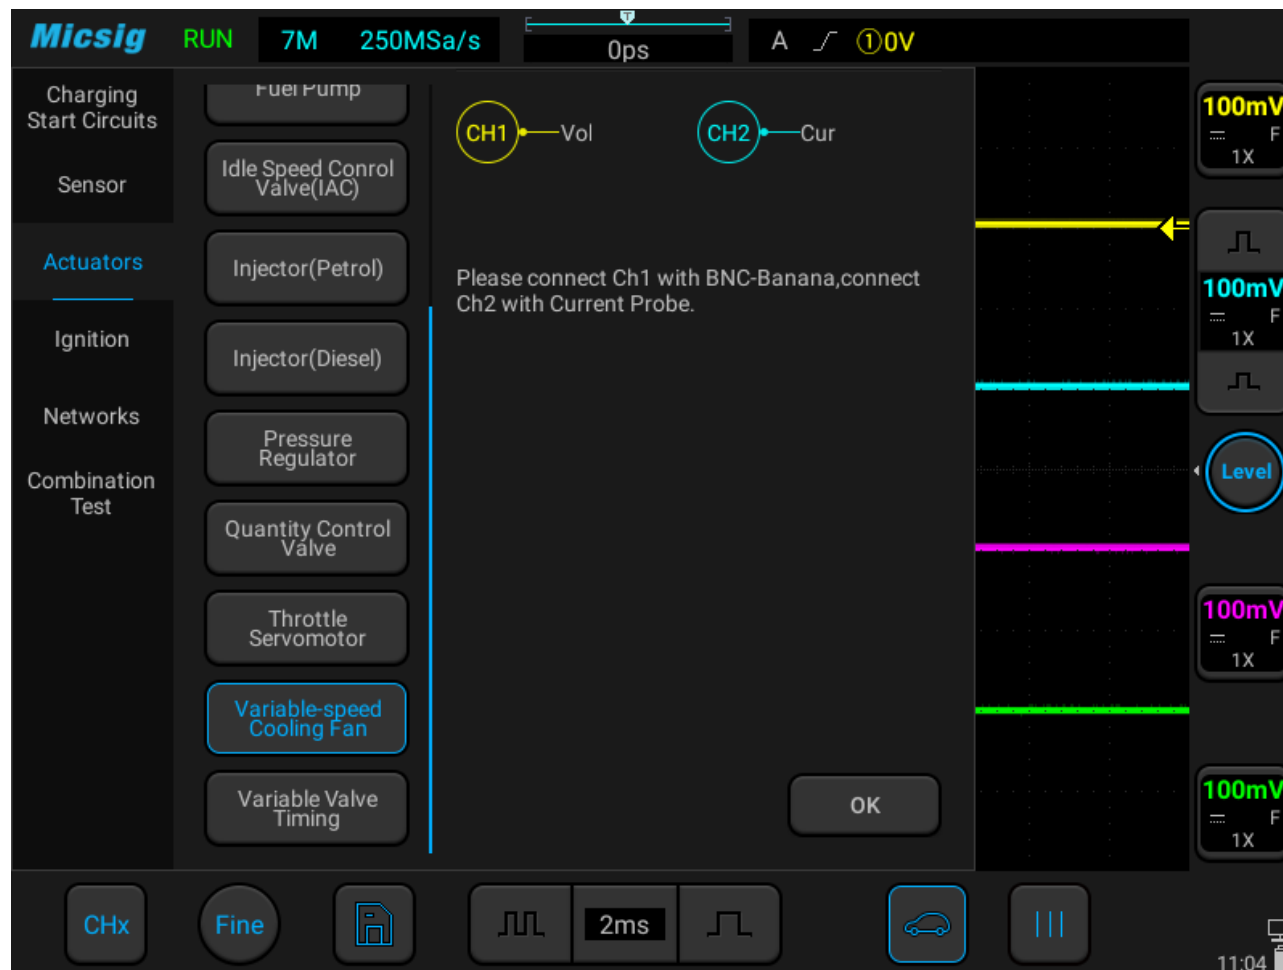 Micsig RUN 7M 250MSa/s T 0ps A ①0V
Charging
Start Circuits
Sensor
Actuators
Ignition
Networks
Combination
Test
Fuel Pump
Idle Speed Conrol
Valve(IAC)
Injector(Petrol)
Injector(Diesel)
Pressure
Regulator
Quantity Control
Valve
Throttle
Servomotor
Variable-speed
Cooling Fan
Variable Valve
Timing
CH1 Vol CH2 Cur
Please connect Ch1 with BNC-Banana,connect
Ch2 with Current Probe.
OK
100mV
F
1X
100mV
F
1X
Level
100mV
F
1X
100mV
F
1X
CHx Fine 2ms
11:04